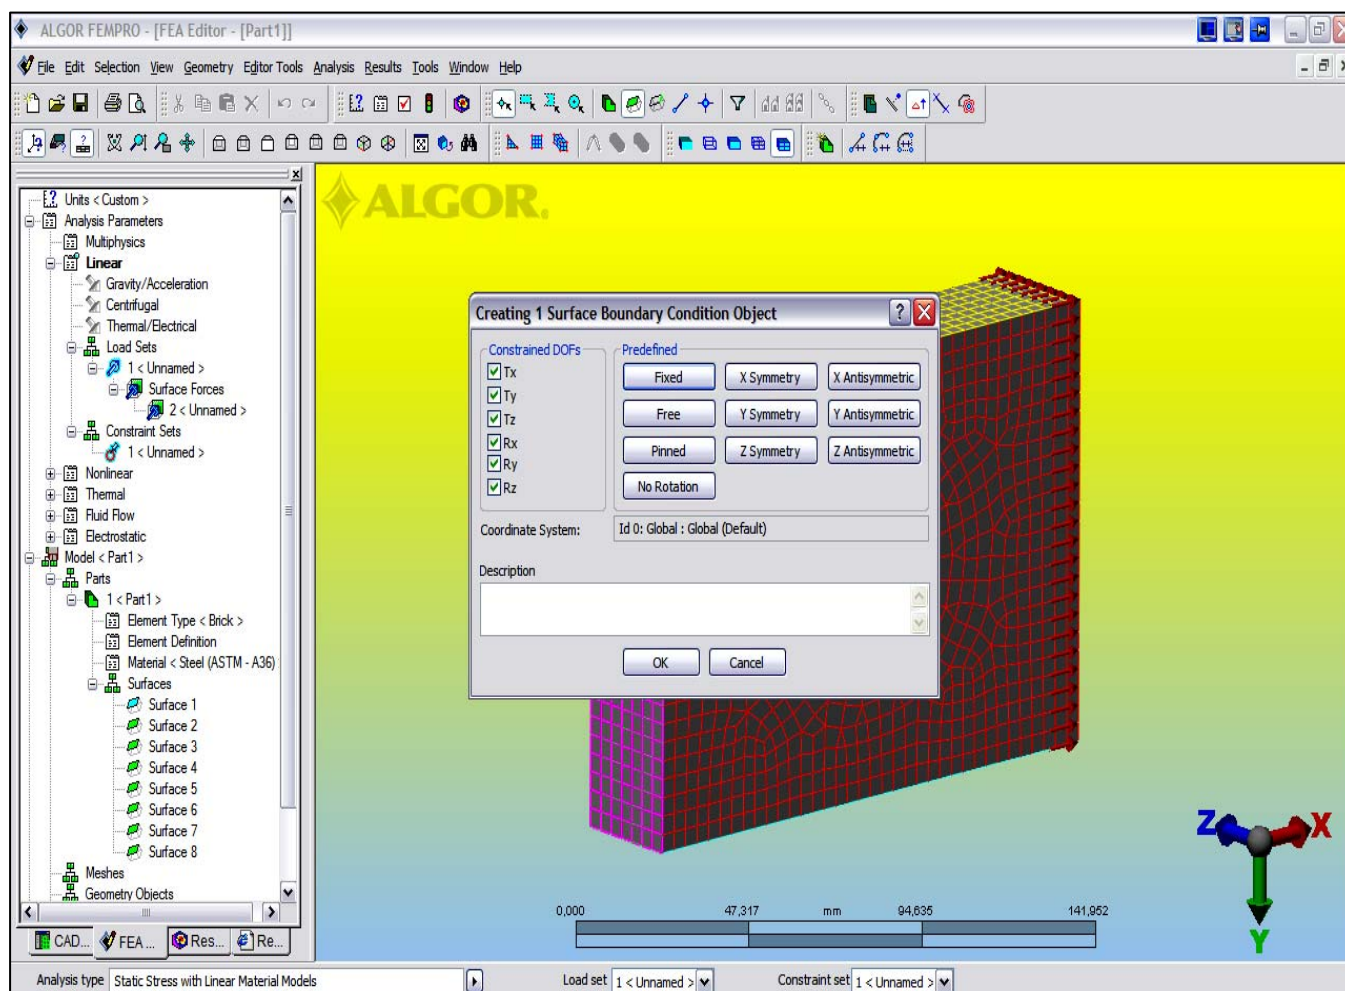 ALGOR FEMPRO - [FEA Editor - [Part1]]
File Edit Selection View Geometry Editor Tools Analysis Results Tools Window Help
Units < Custom >
Analysis Parameters
Multiphysics
Linear
Gravity/Acceleration
Centrifugal
Thermal/Electrical
Load Sets
1 < Unnamed >
Surface Forces
2 < Unnamed >
Constraint Sets
1 < Unnamed >
Nonlinear
Thermal
Fluid Flow
Electrostatic
Model < Part1 >
Parts
1 < Part1 >
Element Type < Brick >
Element Definition
Material < Steel (ASTM - A36)
Surfaces
Surface 1
Surface 2
Surface 3
Surface 4
Surface 5
Surface 6
Surface 7
Surface 8
Meshes
Geometry Objects
CAD... FEA ... Res... Re...
ALGOR.
Creating 1 Surface Boundary Condition Object
Constrained DOFs
Tx
Ty
Tz
Rx
Ry
Rz
Predefined
Fixed X Symmetry X Antisymmetric
Free Y Symmetry Y Antisymmetric
Pinned Z Symmetry Z Antisymmetric
No Rotation
Coordinate System: Id 0: Global : Global (Default)
Description
OK Cancel
Z X
Y
0,000 47,317 mm 94,635 141,952
Analysis type Static Stress with Linear Material Models Load set 1 < Unnamed > Constraint set 1 < Unnamed >